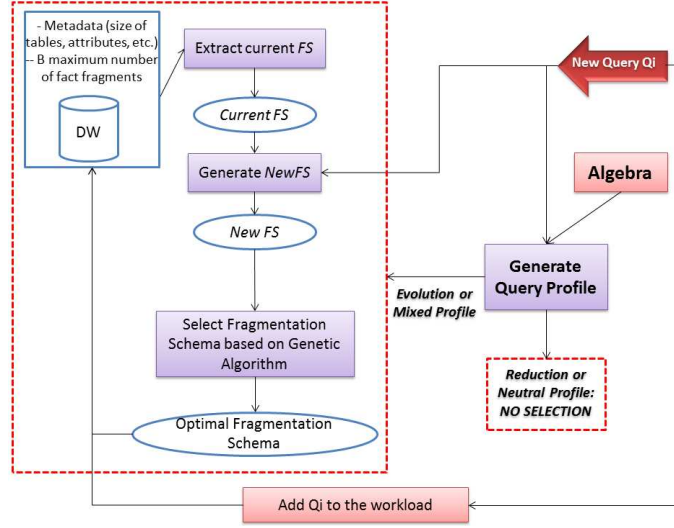 - Metadata (size of
tables, attributes, etc.)
-- B maximum number
of fact fragments
DW
Extract current FS
Current FS
Generate NewFS
New FS
Select Fragmentation
Schema based on Genetic
Algorithm
Optimal Fragmentation
Schema
New Query Qi
Algebra
Generate
Query Profile
Evolution or
Mixed Profile
Reduction or
Neutral Profile:
NO SELECTION
Add Qi to the workload